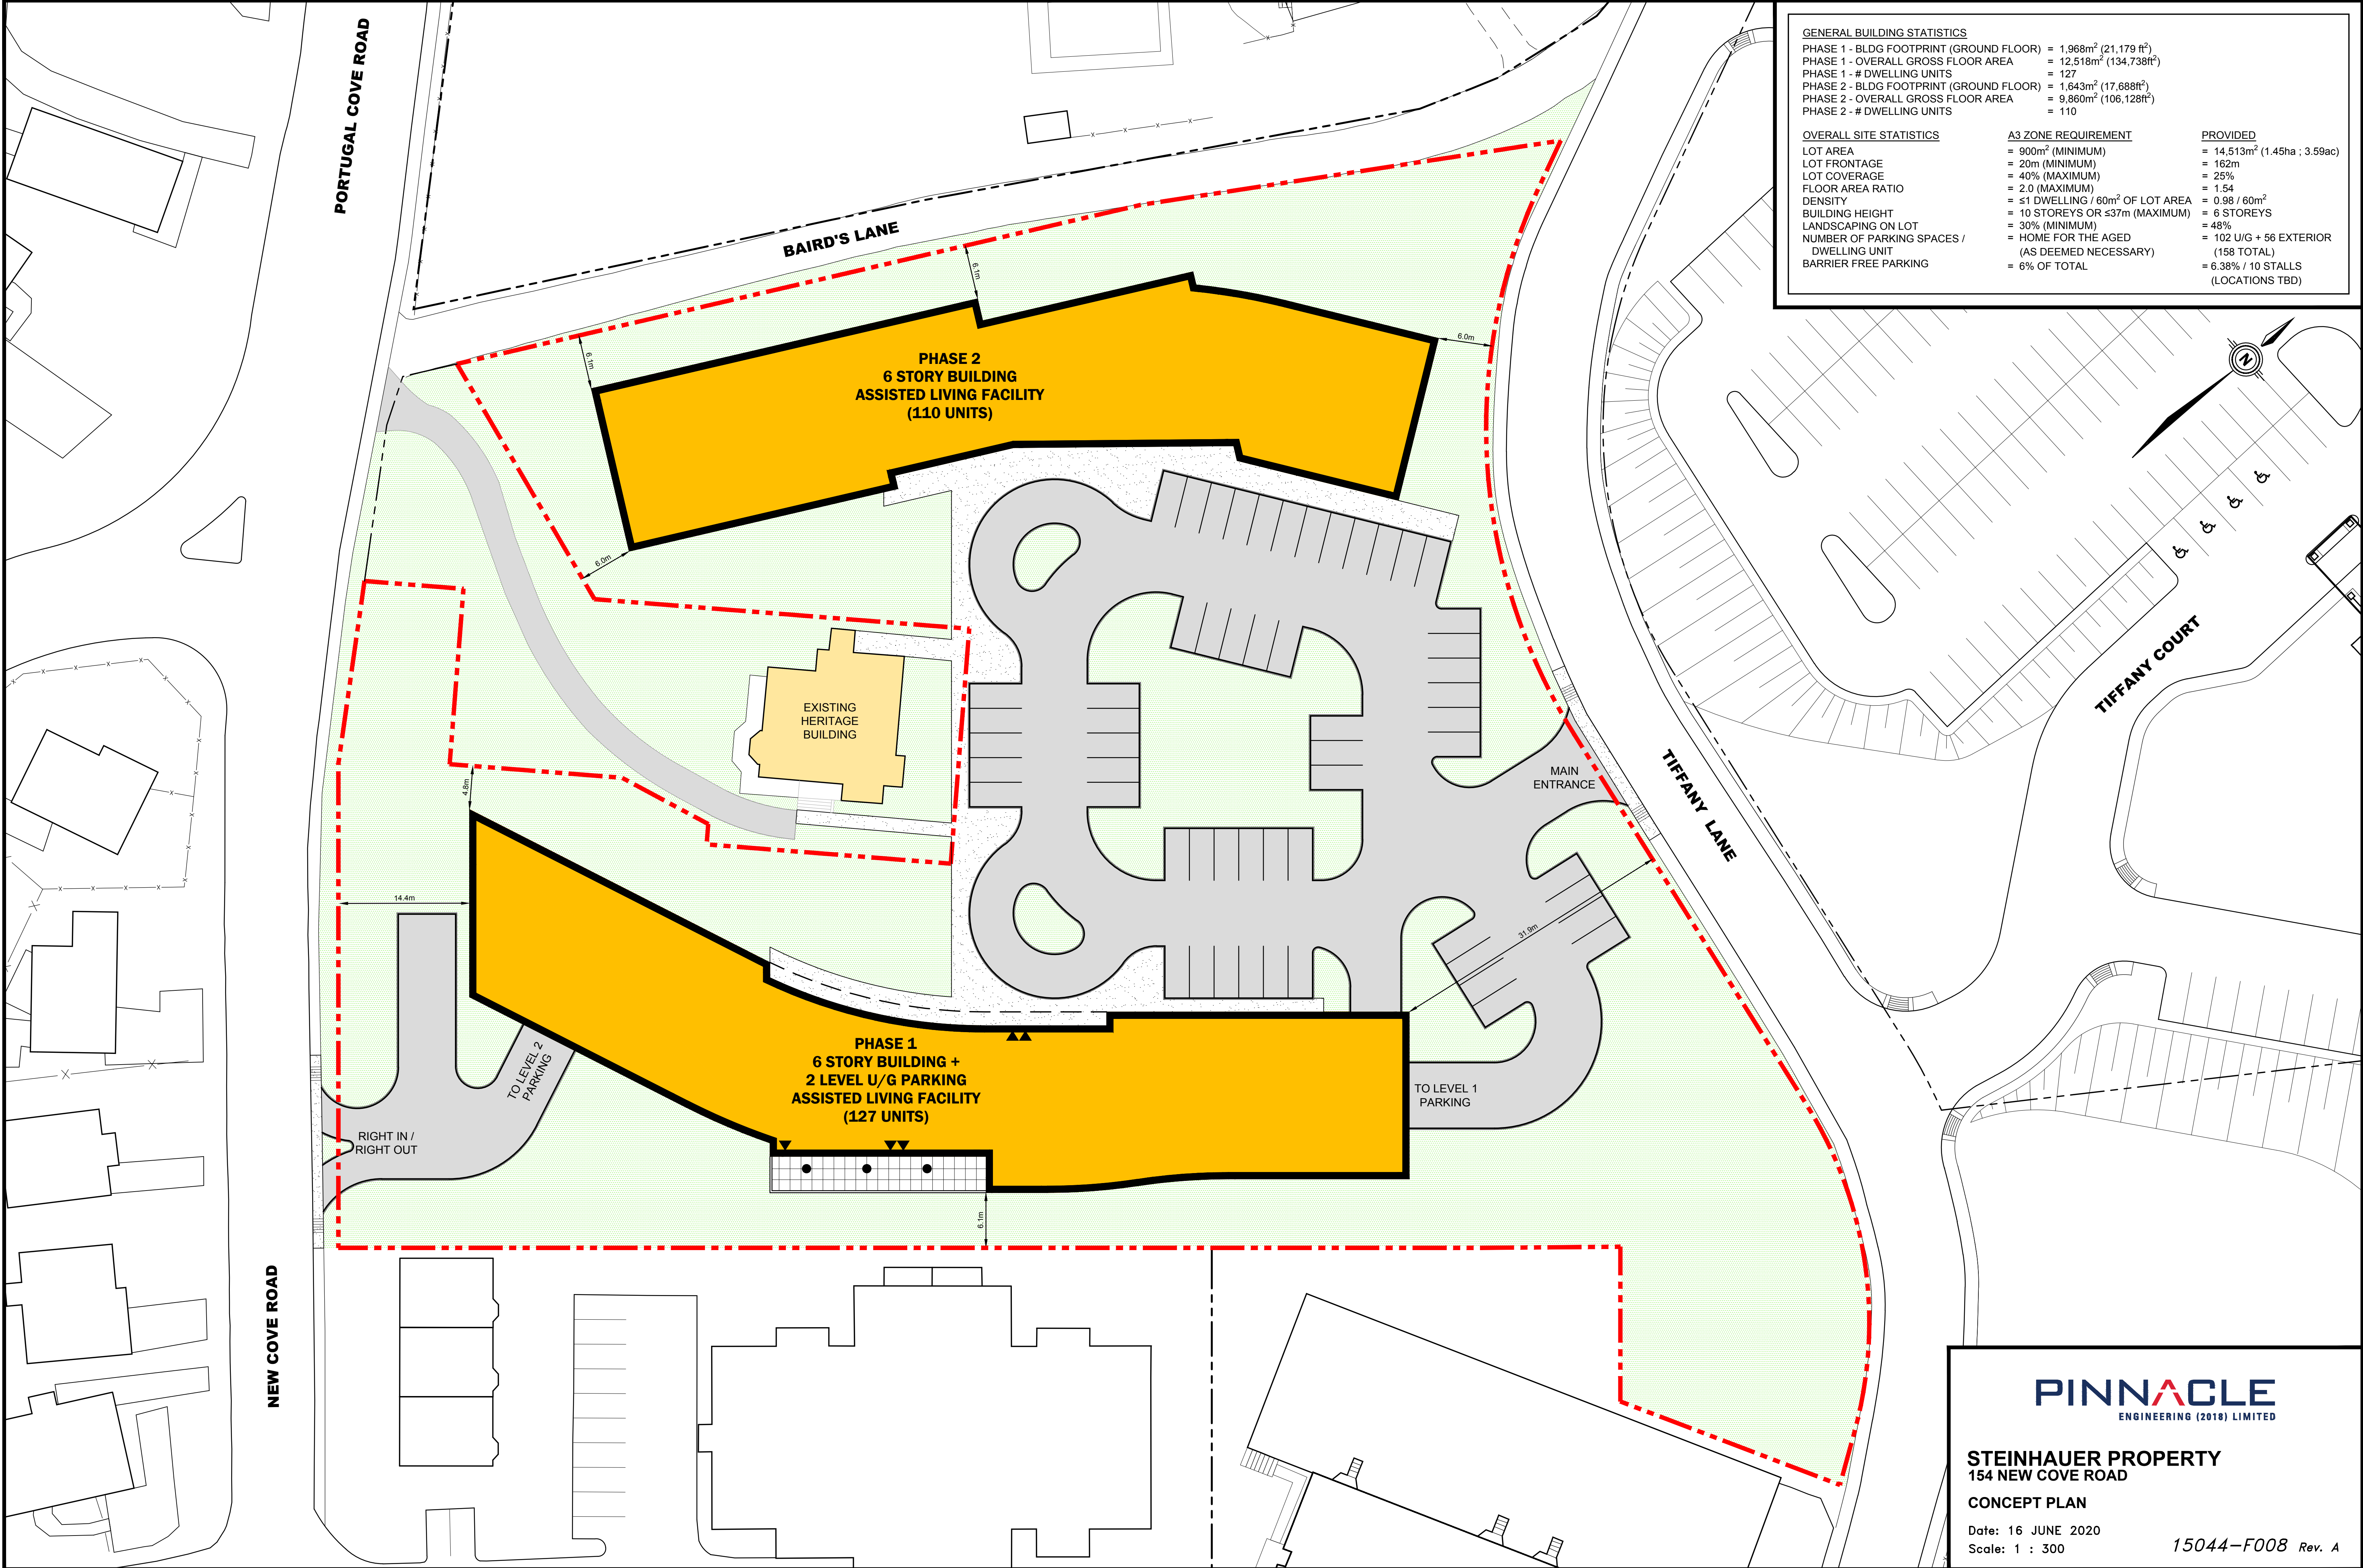 GENERAL BUILDING STATISTICS
PHASE 1 - BLDG FOOTPRINT (GROUND FLOOR) = 1,968m² (21,179 ft²)
PHASE 1 - OVERALL GROSS FLOOR AREA = 12,518m² (134,738ft²)
PHASE 1 - # DWELLING UNITS = 127
PHASE 2 - BLDG FOOTPRINT (GROUND FLOOR) = 1,643m² (17,688ft²)
PHASE 2 - OVERALL GROSS FLOOR AREA = 9,860m² (106,128ft²)
PHASE 2 - # DWELLING UNITS = 110
OVERALL SITE STATISTICS A3 ZONE REQUIREMENT PROVIDED
LOT AREA = 900m² (MINIMUM) = 14,513m² (1.45ha ; 3.59ac)
LOT FRONTAGE = 20m (MINIMUM) = 162m
LOT COVERAGE = 40% (MAXIMUM) = 25%
FLOOR AREA RATIO = 2.0 (MAXIMUM) = 1.54
DENSITY = ≤1 DWELLING / 60m² OF LOT AREA = 0.98 / 60m²
BUILDING HEIGHT = 10 STOREYS OR ≤37m (MAXIMUM) = 6 STOREYS
LANDSCAPING ON LOT = 30% (MINIMUM) = 48%
NUMBER OF PARKING SPACES / = HOME FOR THE AGED = 102 U/G + 56 EXTERIOR
DWELLING UNIT (AS DEEMED NECESSARY) (158 TOTAL)
BARRIER FREE PARKING = 6% OF TOTAL = 6.38% / 10 STALLS
(LOCATIONS TBD)
PORTUGAL COVE ROAD
BAIRD'S LANE
6.1m
6.1m
6.0m
PHASE 2
6 STORY BUILDING
ASSISTED LIVING FACILITY
(110 UNITS)
6.0m
N
TIFFANY COURT
EXISTING
HERITAGE
BUILDING
MAIN
ENTRANCE
TIFFANY LANE
4.8m
14.4m
31.9m
PHASE 1
6 STORY BUILDING +
2 LEVEL U/G PARKING
ASSISTED LIVING FACILITY
(127 UNITS)
TO LEVEL 2
PARKING
TO LEVEL 1
PARKING
RIGHT IN /
RIGHT OUT
6.1m
NEW COVE ROAD
PINNACLE
ENGINEERING (2018) LIMITED
STEINHAUER PROPERTY
154 NEW COVE ROAD
CONCEPT PLAN
Date: 16 JUNE 2020
Scale: 1 : 300
15044-F008 Rev. A